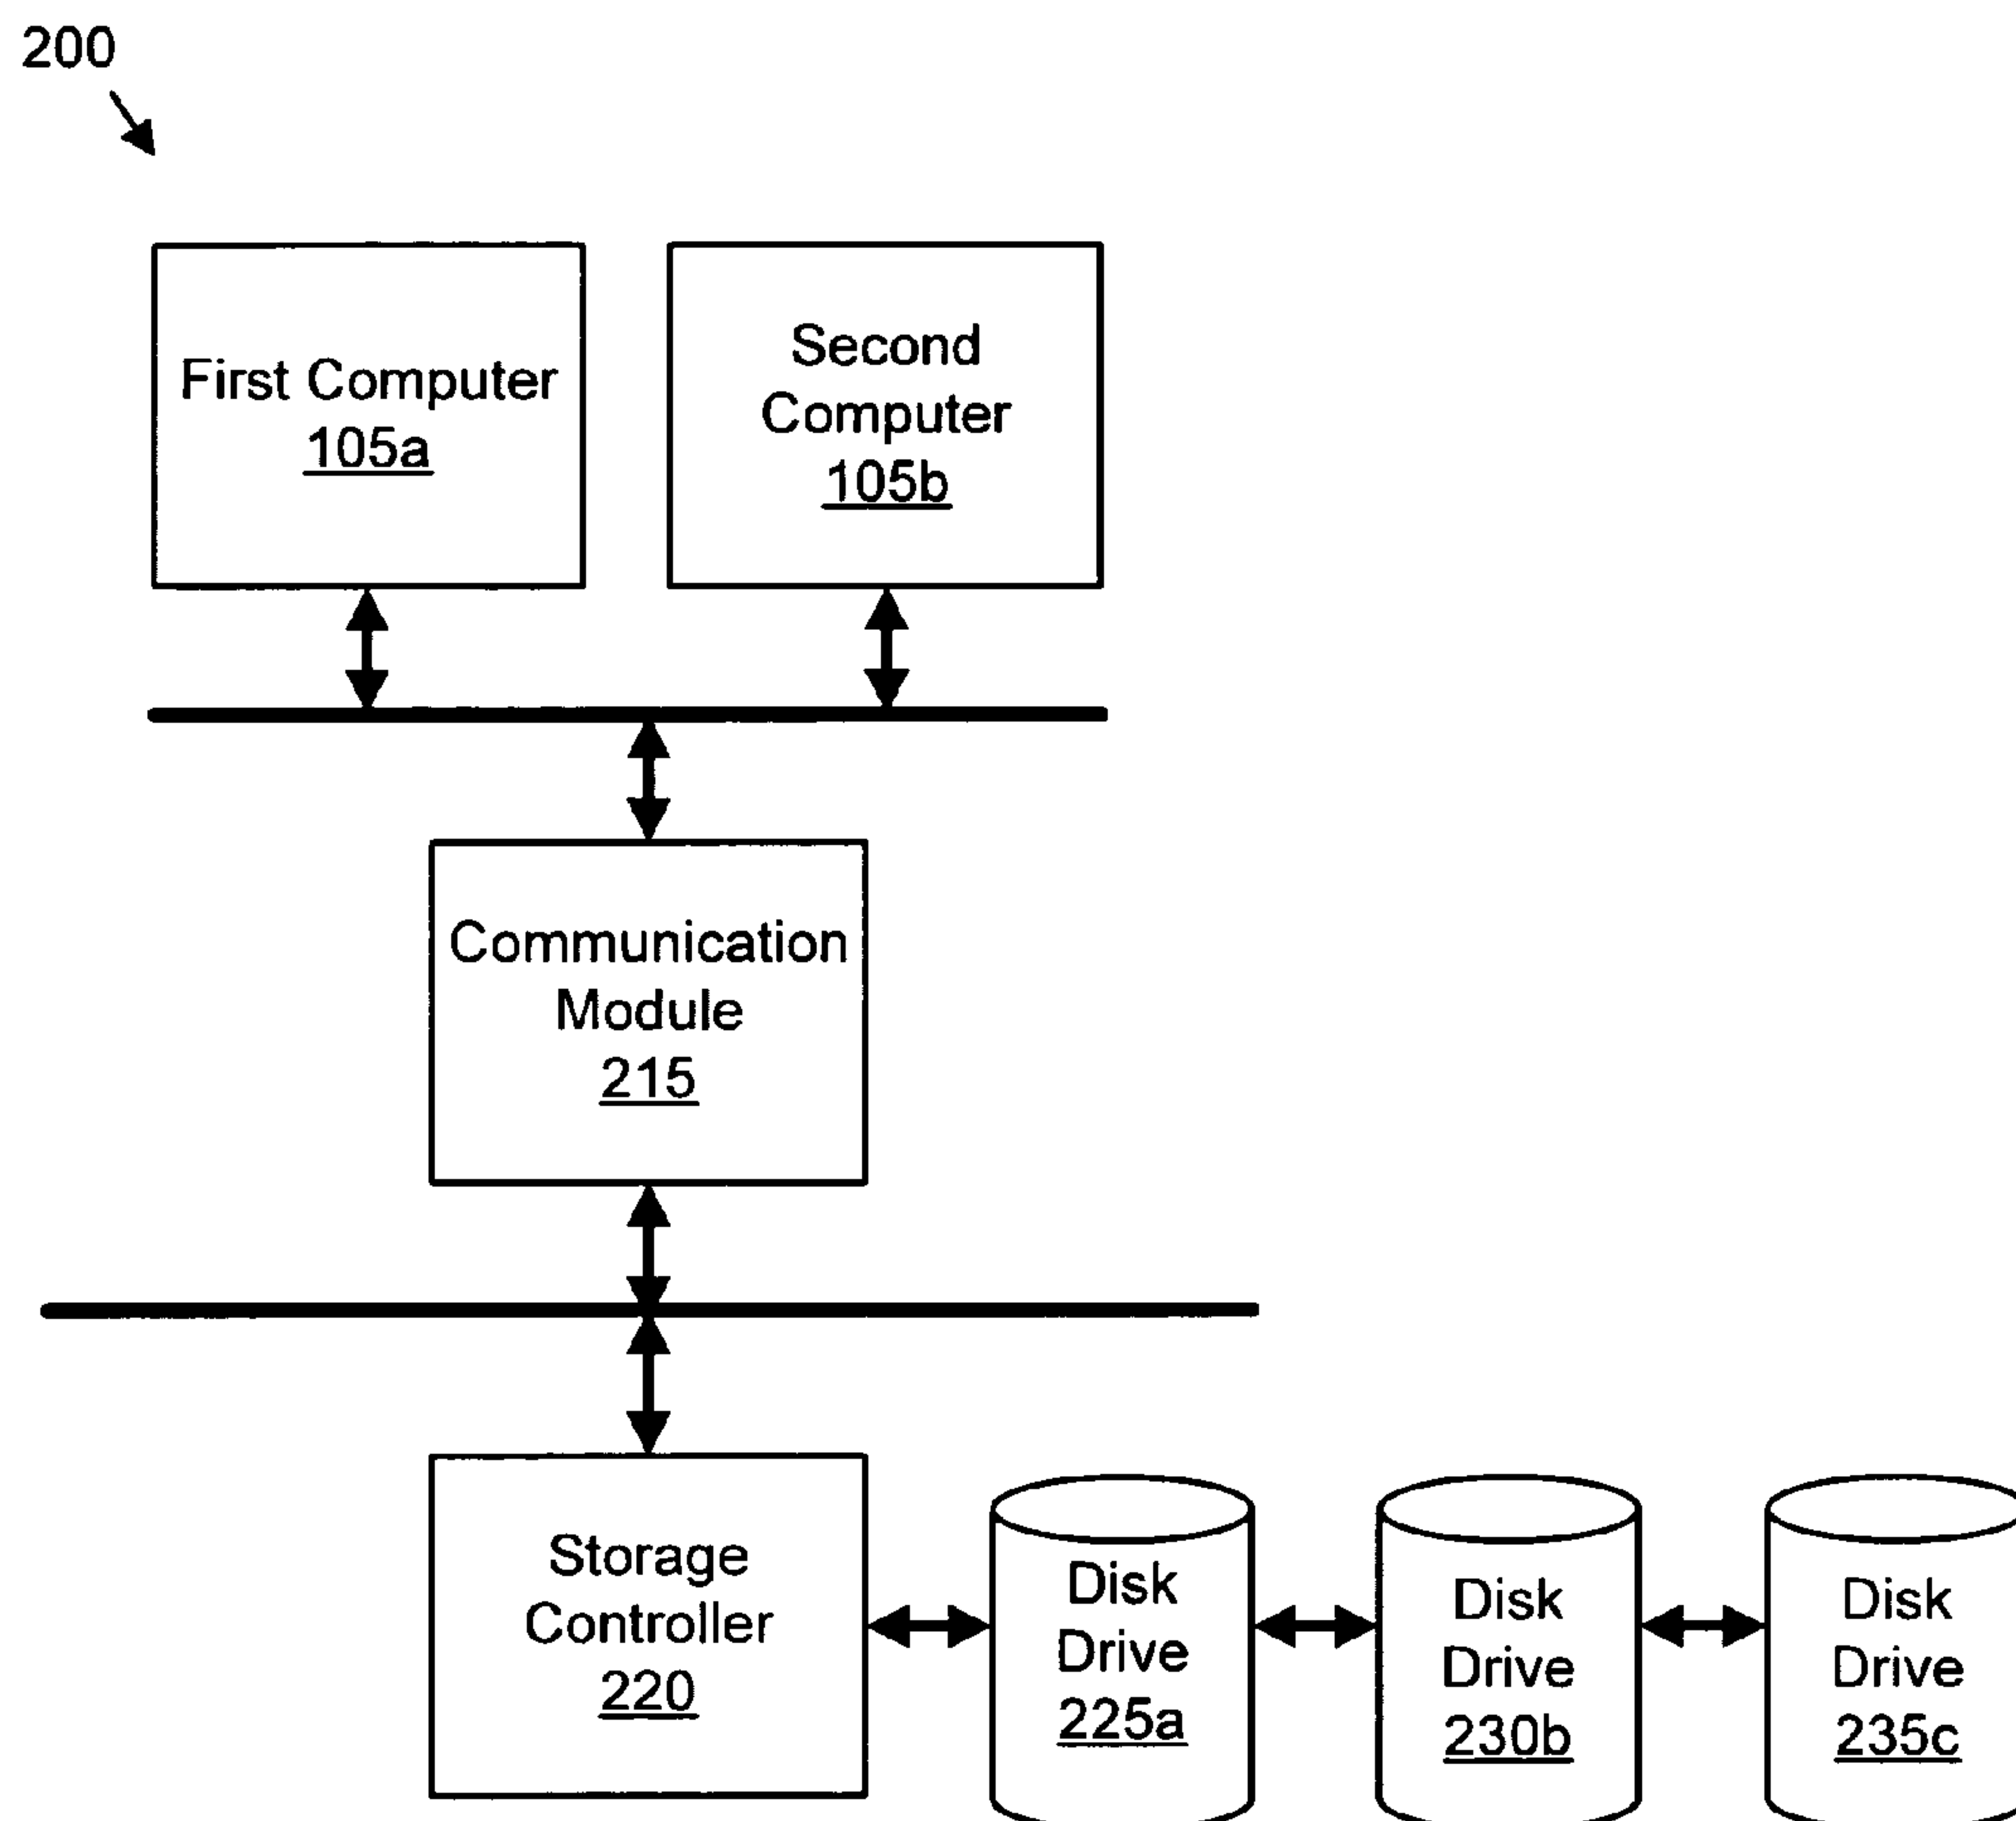 200
First Computer
105a
Second
Computer
105b
Communication
Module
215
Storage
Controller
220
Disk
Drive
225a
Disk
Drive
230b
Disk
Drive
235c